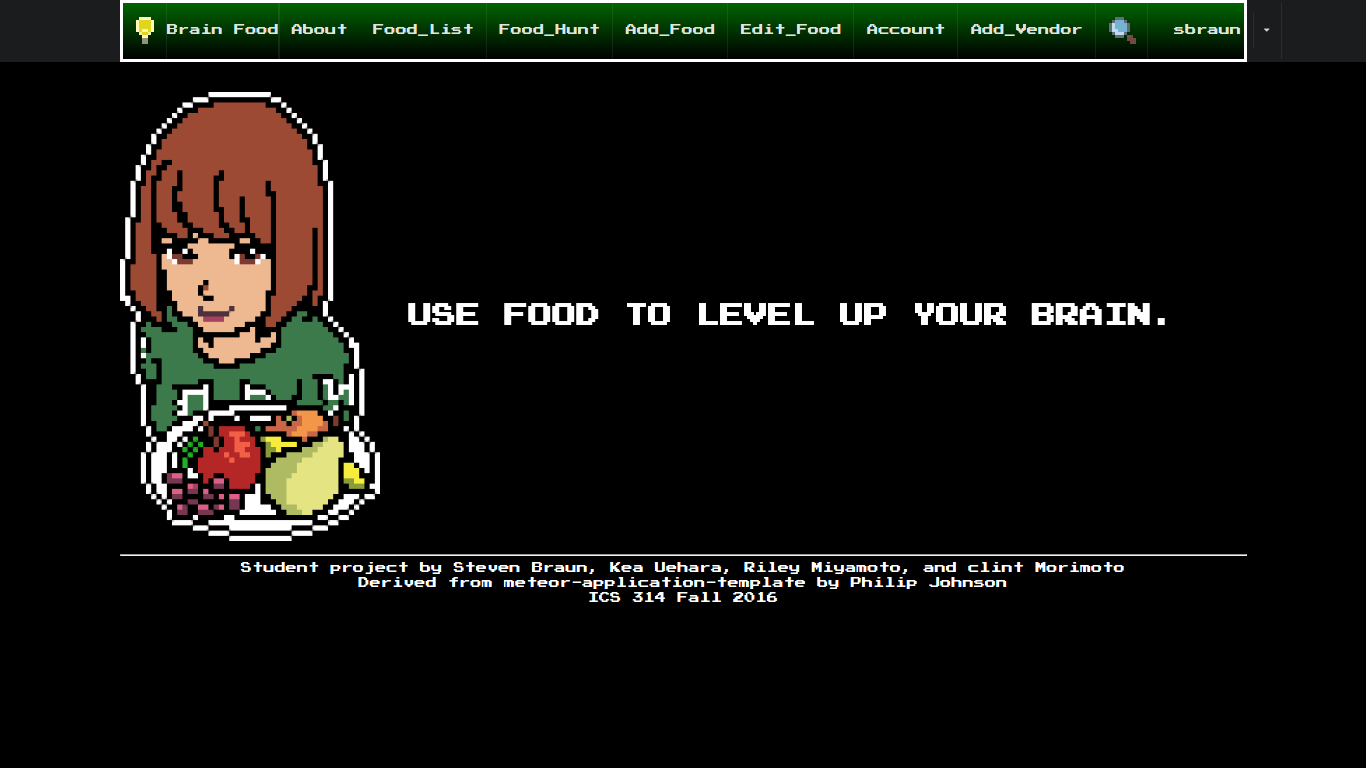 Brain Food About Food_List Food_Hunt Add_Food Edit_Food Account Add_Vendor sbraun
USE FOOD TO LEVEL UP YOUR BRAIN.
Student project by Steven Braun, Kea Uehara, Riley Miyamoto, and clint Morimoto
Derived from meteor-application-template by Philip Johnson
ICS 314 Fall 2016